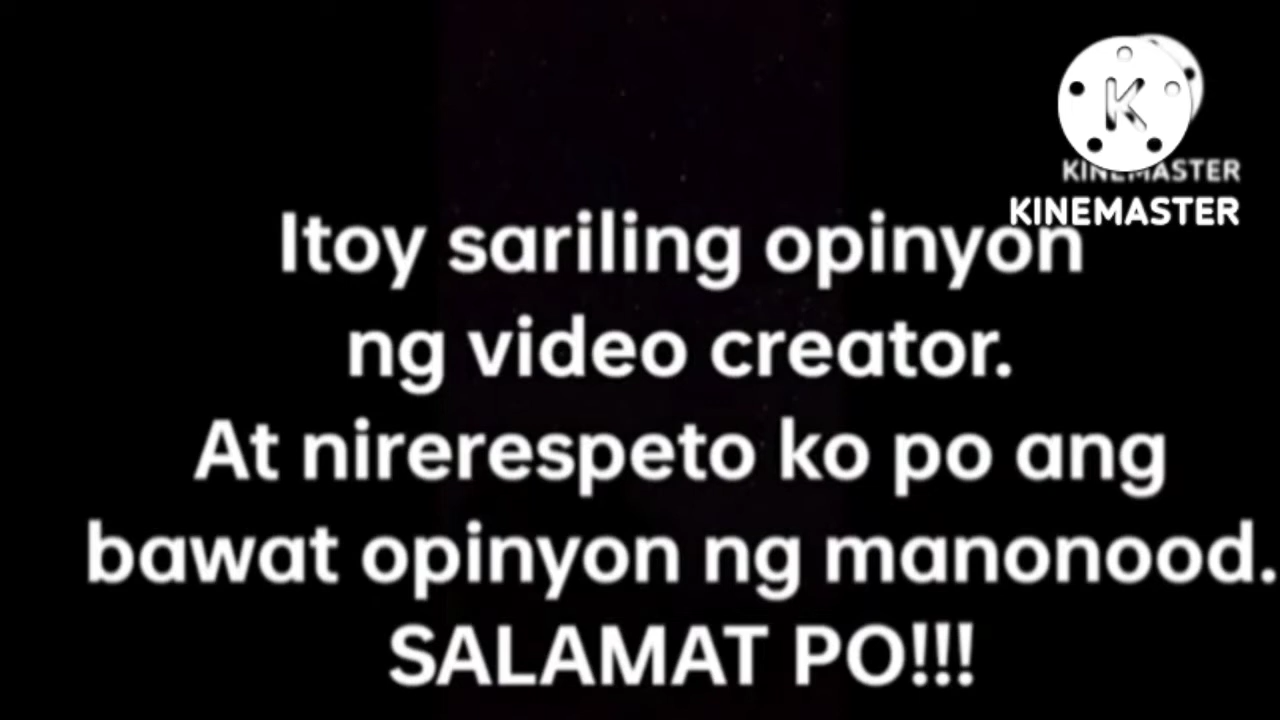 K
KINEMASTER
KINEMASTER
Itoy sariling opinyon
ng video creator.
At nirerespeto ko po ang
bawat opinyon ng manonood.
SALAMAT PO!!!